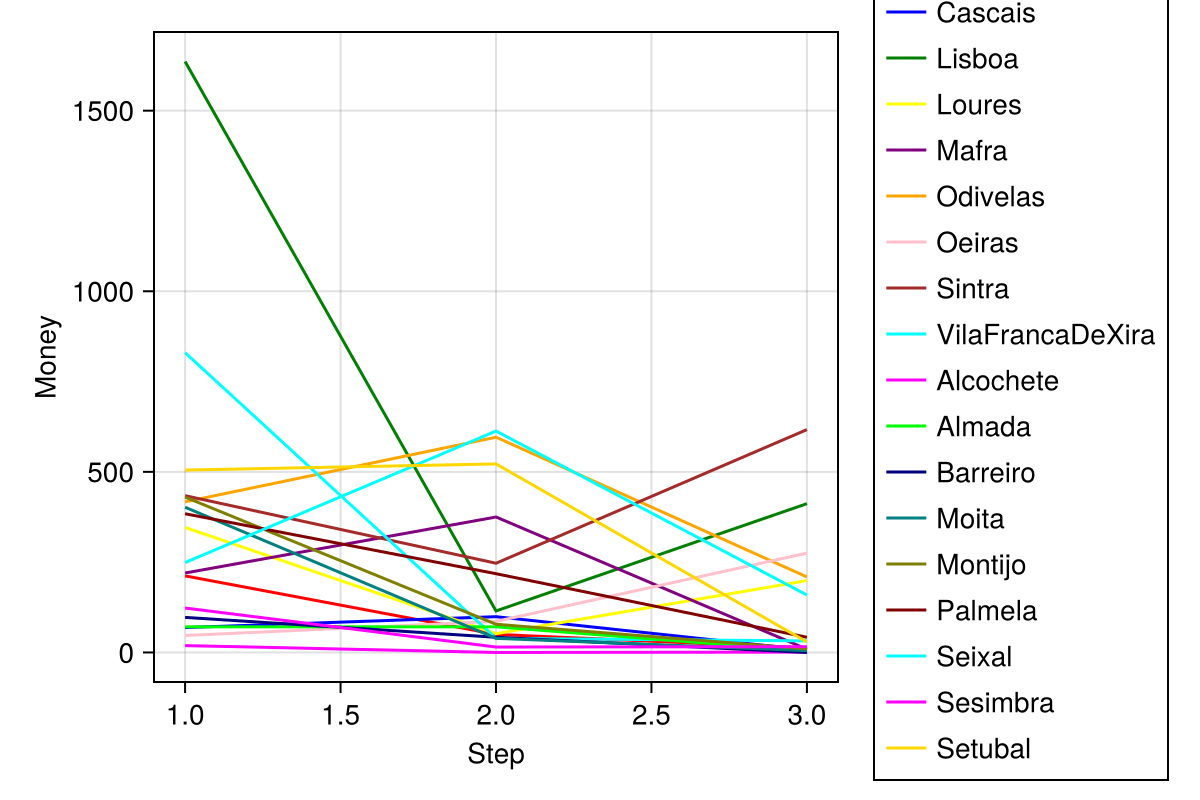 Cascais
Lisboa
Loures
Mafra
Odivelas
Oeiras
Sintra
VilaFrancaDeXira
Alcochete
Almada
Barreiro
Moita
Montijo
Palmela
Seixal
Sesimbra
Setubal
Money
1500
1000
500
0
1.0 1.5 2.0 2.5 3.0
Step